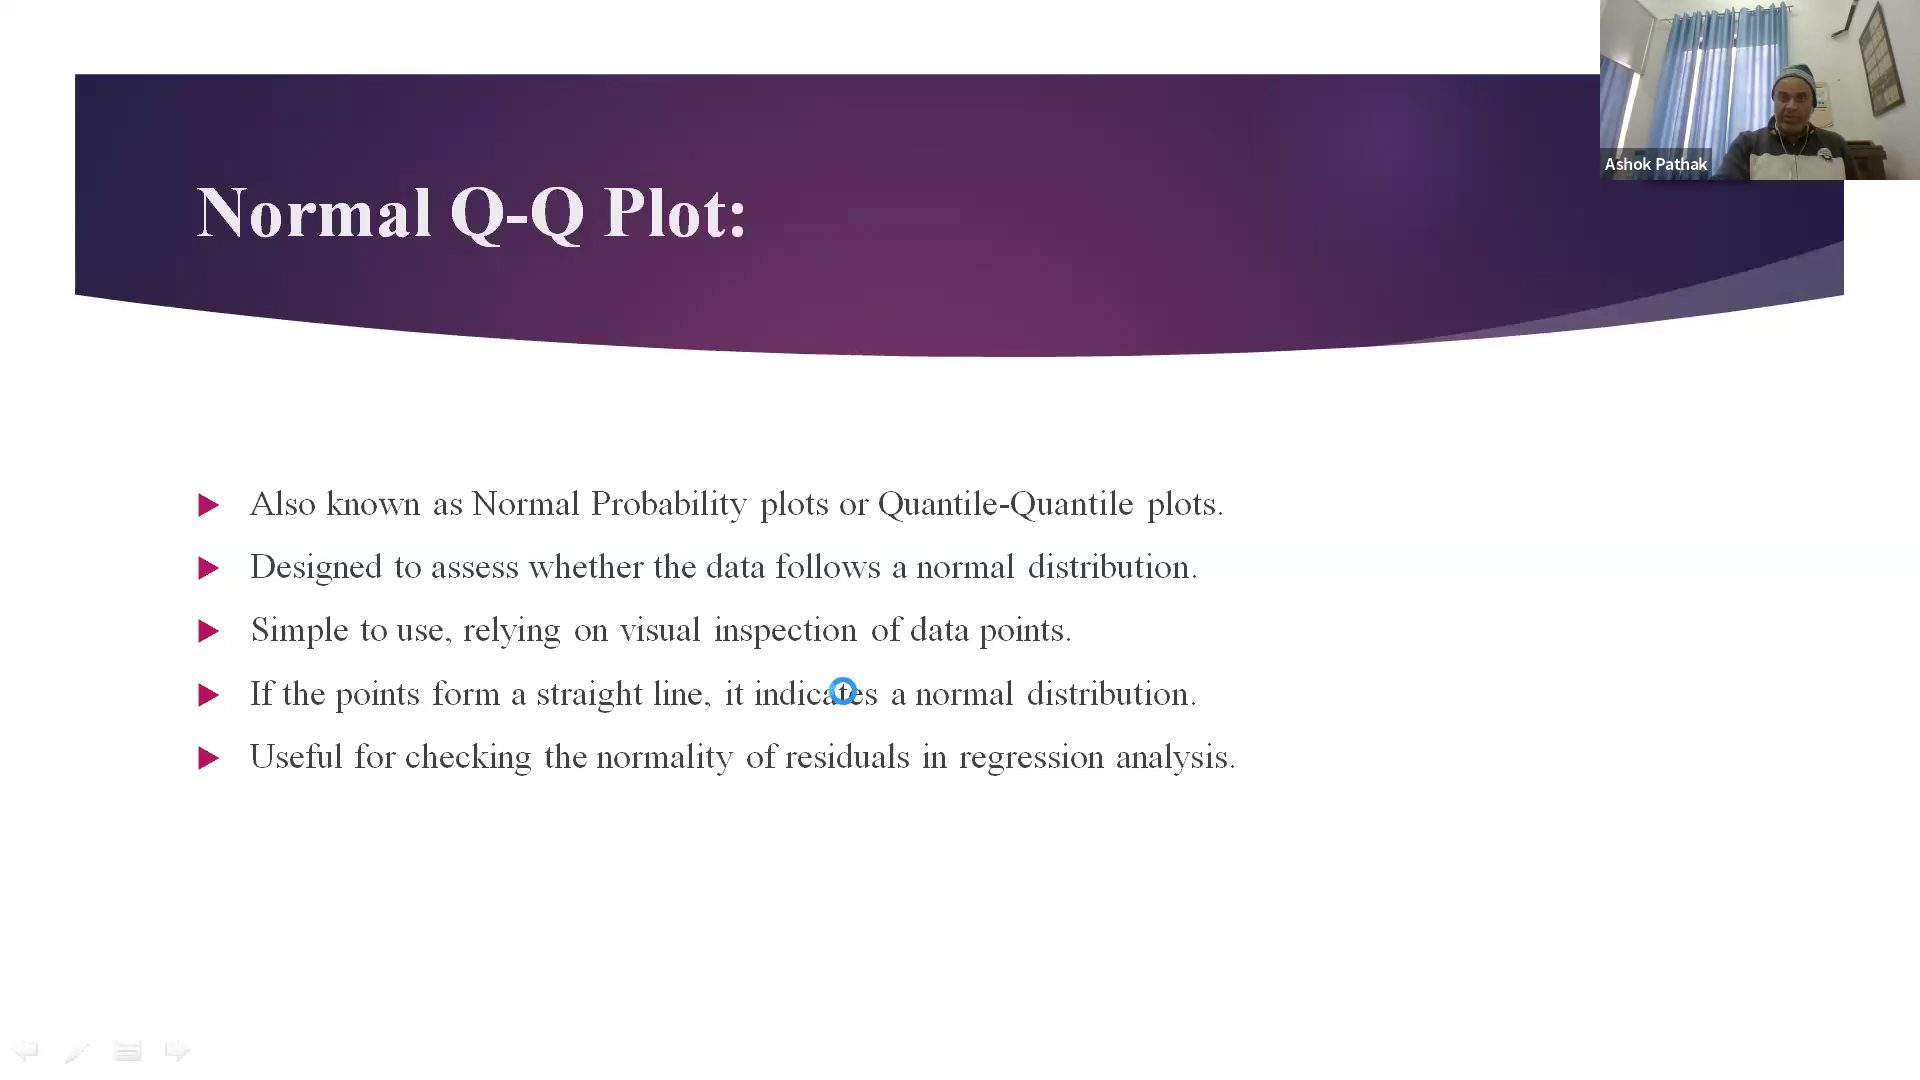 Ashok Pathak
Normal Q-Q Plot:
Also known as Normal Probability plots or Quantile-Quantile plots.
Designed to assess whether the data follows a normal distribution.
Simple to use, relying on visual inspection of data points.
If the points form a straight line, it indicates a normal distribution.
Useful for checking the normality of residuals in regression analysis.